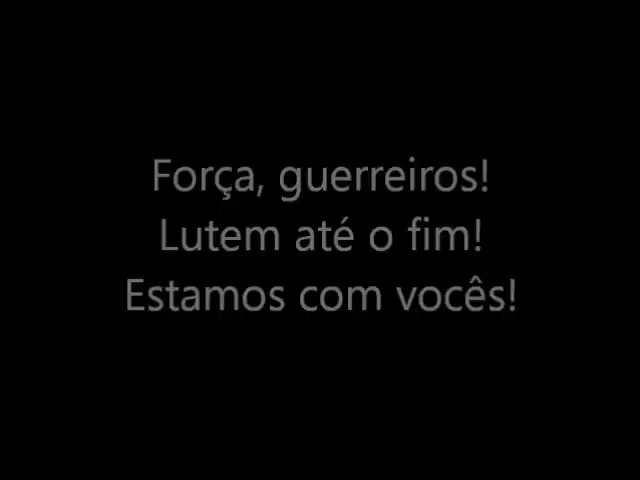 Força, guerreiros!
Lutem até o fim!
Estamos com vocês!